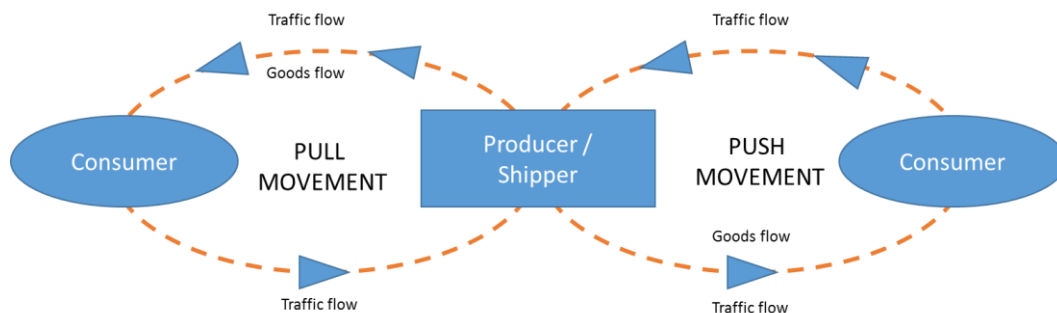 Traffic flow
Goods flow
Consumer
PULL
MOVEMENT
Traffic flow
Producer /
Shipper
Traffic flow
PUSH
MOVEMENT
Consumer
Goods flow
Traffic flow